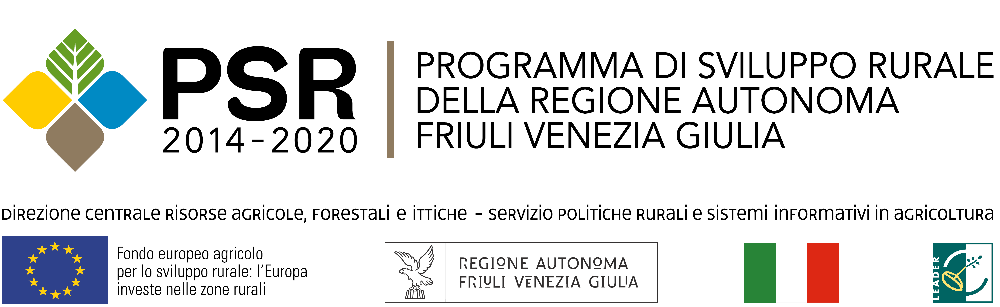 PSR
2014-2020
PROGRAMMA DI SVILUPPO RURALE
DELLA REGIONE AUTONOMA
FRIULI VENEZIA GIULIA
DIREZIONE CENTRALE RISORSE AGRICOLE, FORESTALI E ITTICHE - SERVIZIO POLITICHE RURALI E SISTEMI INFORMATIVI IN AGRICOLTURA
Fondo europeo agricolo
per lo sviluppo rurale: l'Europa
investe nelle zone rurali
REGIONE AUTONOMA
FRIULI VENEZIA GIULIA
LEADER